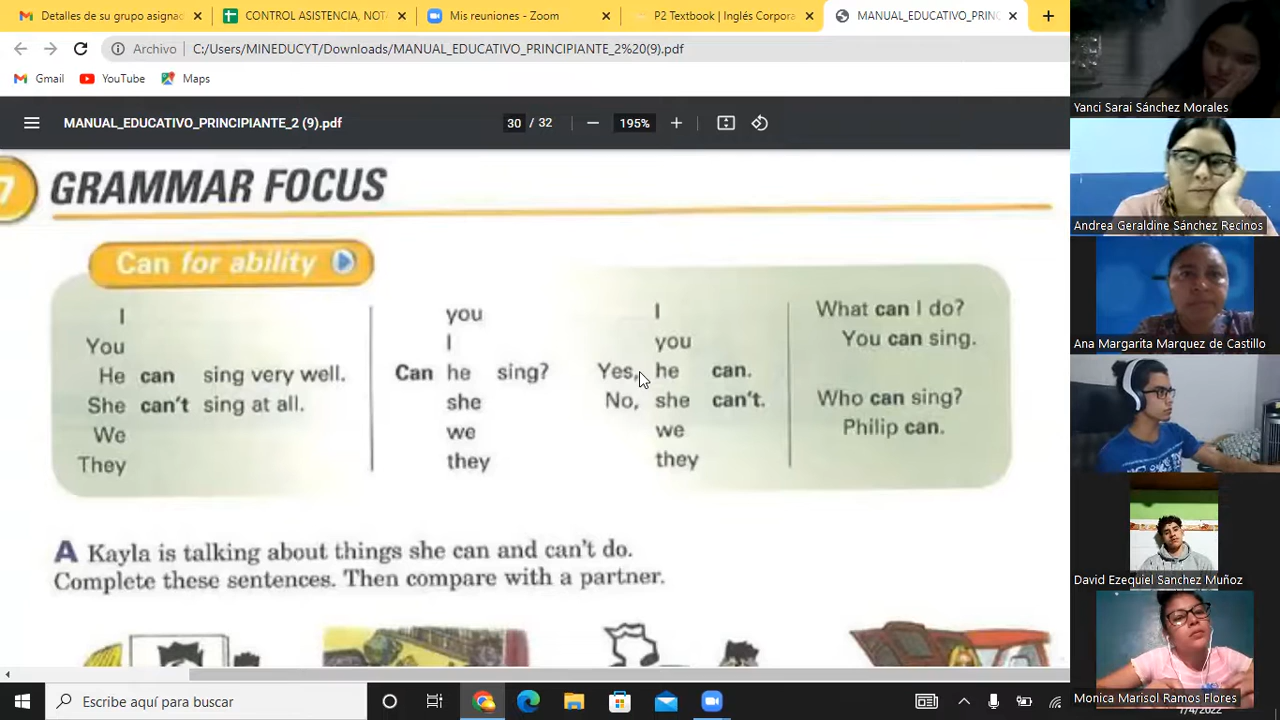 Detalles de su grupo asignad
CONTROL ASISTENCIA, NOT
Mis reuniones - Zoom
P2 Textbook | Inglés Corpora
MANUAL_EDUCATIVO_PRINC
Archivo
C:/Users/MINEDUCYT/Downloads/MANUAL_EDUCATIVO_PRINCIPIANTE_2%20(9).pdf
Gmail
YouTube
Maps
MANUAL_EDUCATIVO_PRINCIPIANTE_2 (9).pdf
30 / 32
195%
7 GRAMMAR FOCUS
Can for ability
I
You
He can sing very well.
She can't sing at all.
We
They
you
I
Can he sing?
she
we
they
I
you
Yes, he can.
No, she can't.
we
they
What can I do?
You can sing.
Who can sing?
Philip can.
A Kayla is talking about things she can and can't do.
Complete these sentences. Then compare with a partner.
Yanci Sarai Sánchez Morales
Andrea Geraldine Sánchez Recinos
Ana Margarita Marquez de Castillo
David Ezequiel Sanchez Muñoz
Monica Marisol Ramos Flores
Escribe aquí para buscar
1/4/2022